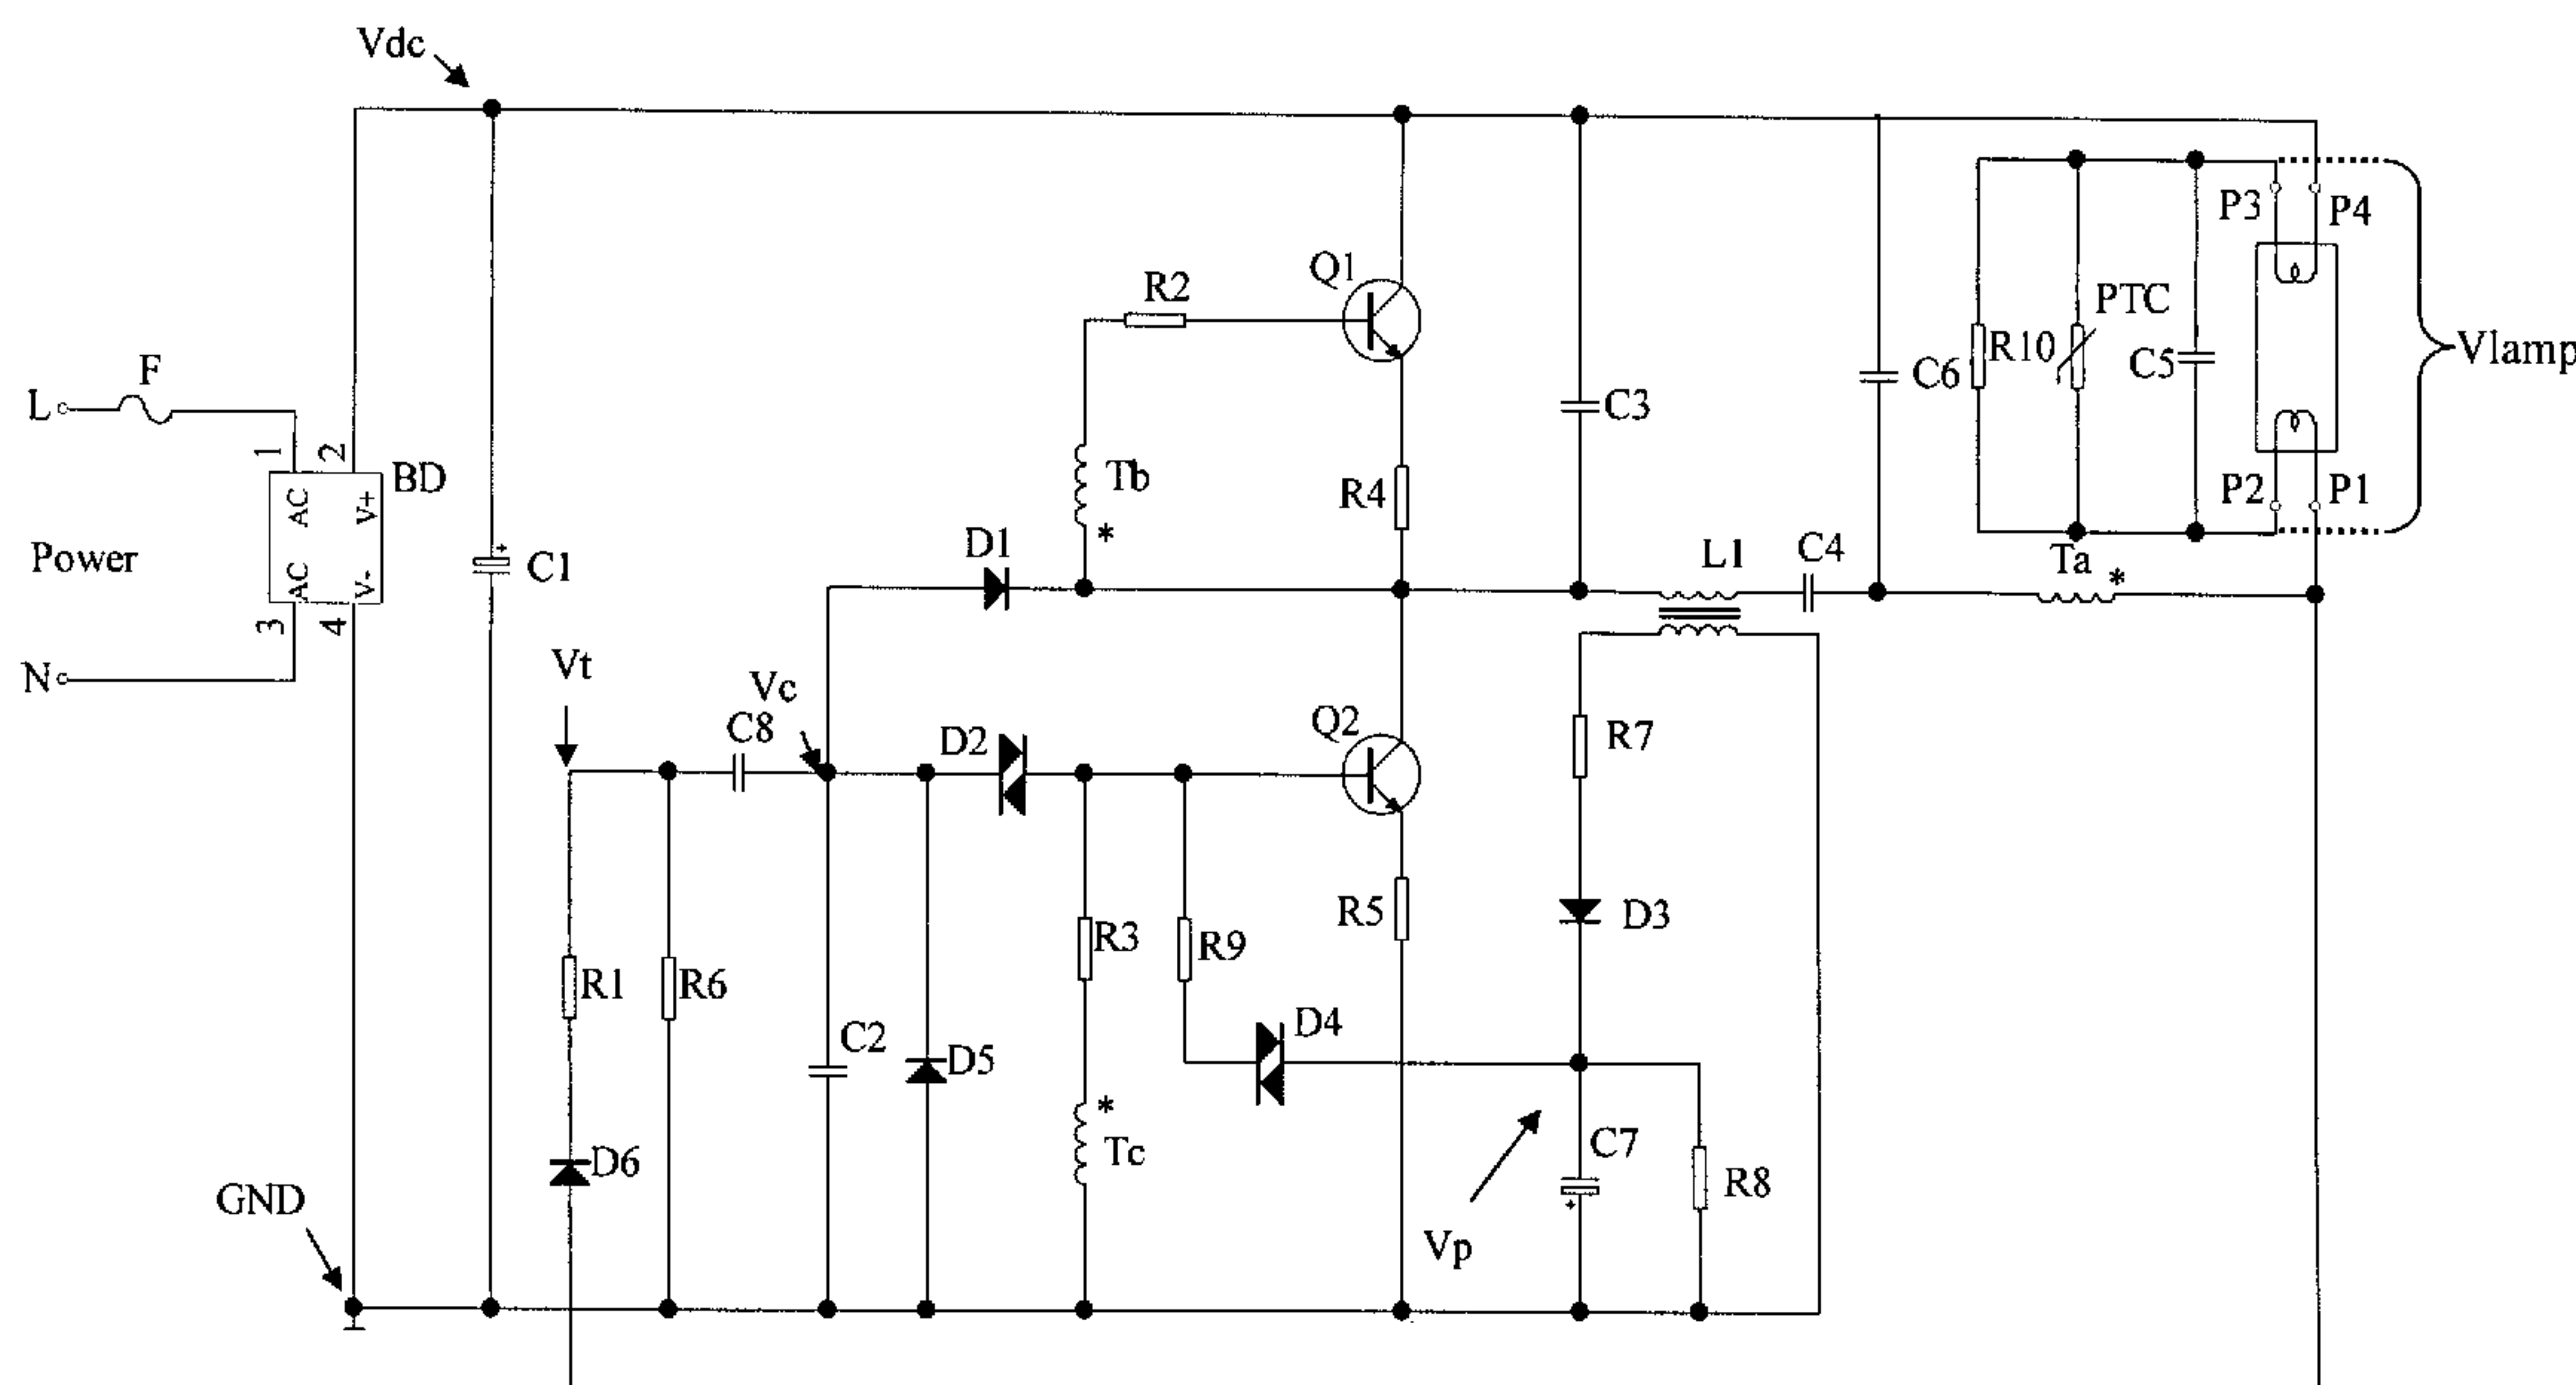 Vdc
Q1
R2
P3
P4
PTC
Vlamp
F
R10
C5
C6
L
C3
1
2
BD
AC
V+
Tb
R4
P2
P1
*
D1
L1
C4
Ta
*
Power
C1
AC
V-
3
4
N
Vt
Vc
C8
D2
Q2
R7
R5
D3
R3
R9
R1
R6
D4
C2
D5
*
Tc
C7
D6
R8
GND
Vp